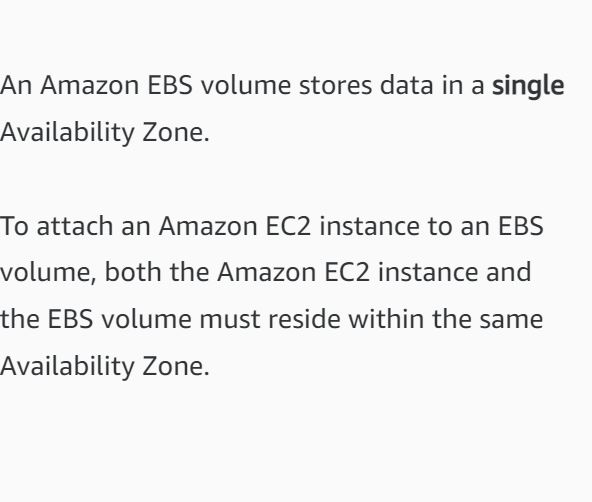 An Amazon EBS volume stores data in a single
Availability Zone.
To attach an Amazon EC2 instance to an EBS
volume, both the Amazon EC2 instance and
the EBS volume must reside within the same
Availability Zone.